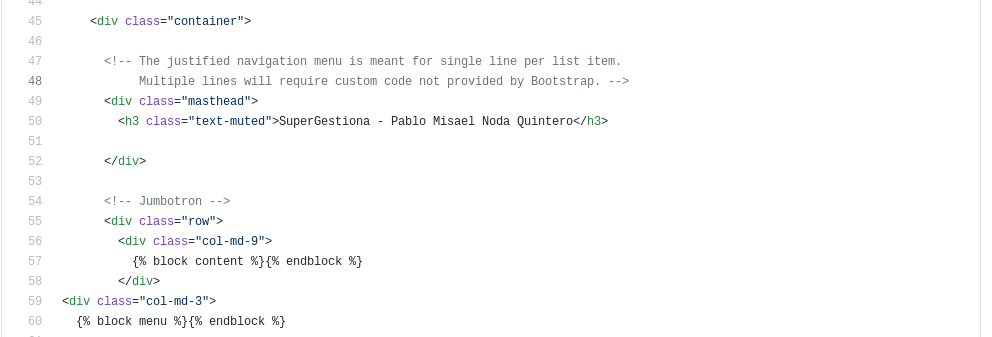 44
45 <div class="container">
46
47 <!-- The justified navigation menu is meant for single line per list item.
48 Multiple lines will require custom code not provided by Bootstrap. -->
49 <div class="masthead">
50 <h3 class="text-muted">SuperGestiona - Pablo Misael Noda Quintero</h3>
51
52 </div>
53
54 <!-- Jumbotron -->
55 <div class="row">
56 <div class="col-md-9">
57 {% block content %}{% endblock %}
58 </div>
59 <div class="col-md-3">
60 {% block menu %}{% endblock %}